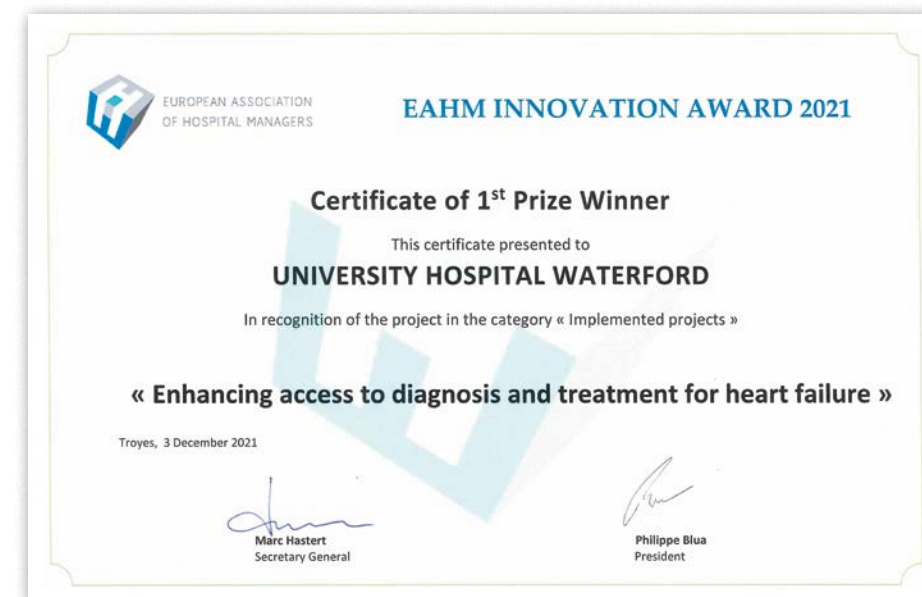 EUROPEAN ASSOCIATION
OF HOSPITAL MANAGERS
EAHM INNOVATION AWARD 2021
Certificate of 1st Prize Winner
This certificate presented to
UNIVERSITY HOSPITAL WATERFORD
In recognition of the project in the category « Implemented projects »
« Enhancing access to diagnosis and treatment for heart failure »
Troyes, 3 December 2021
Marc Hastert
Secretary General
Philippe Blua
President